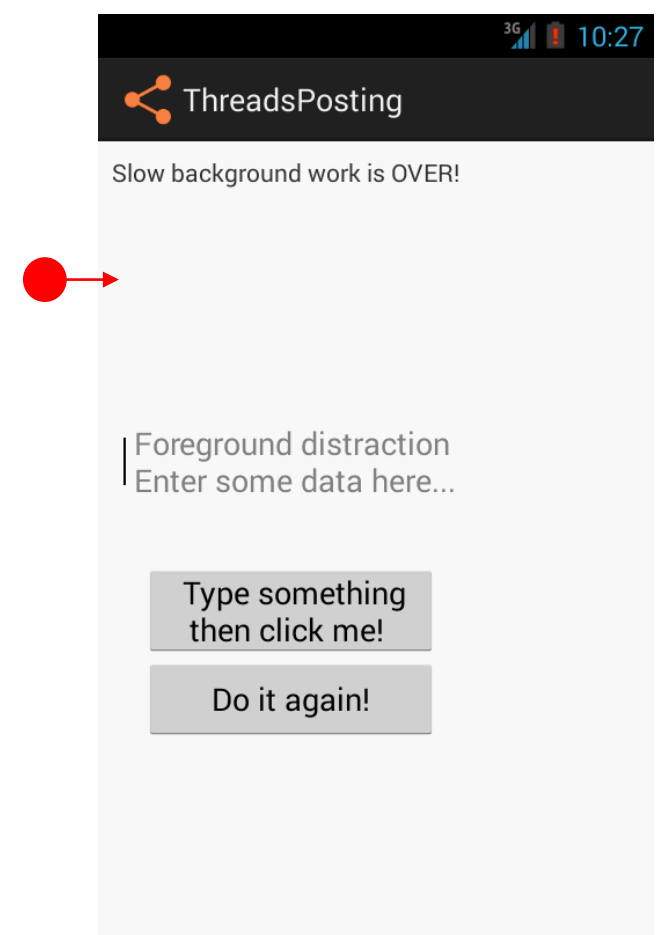 3G 10:27
ThreadsPosting
Slow background work is OVER!
Foreground distraction
Enter some data here...
Type something
then click me!
Do it again!